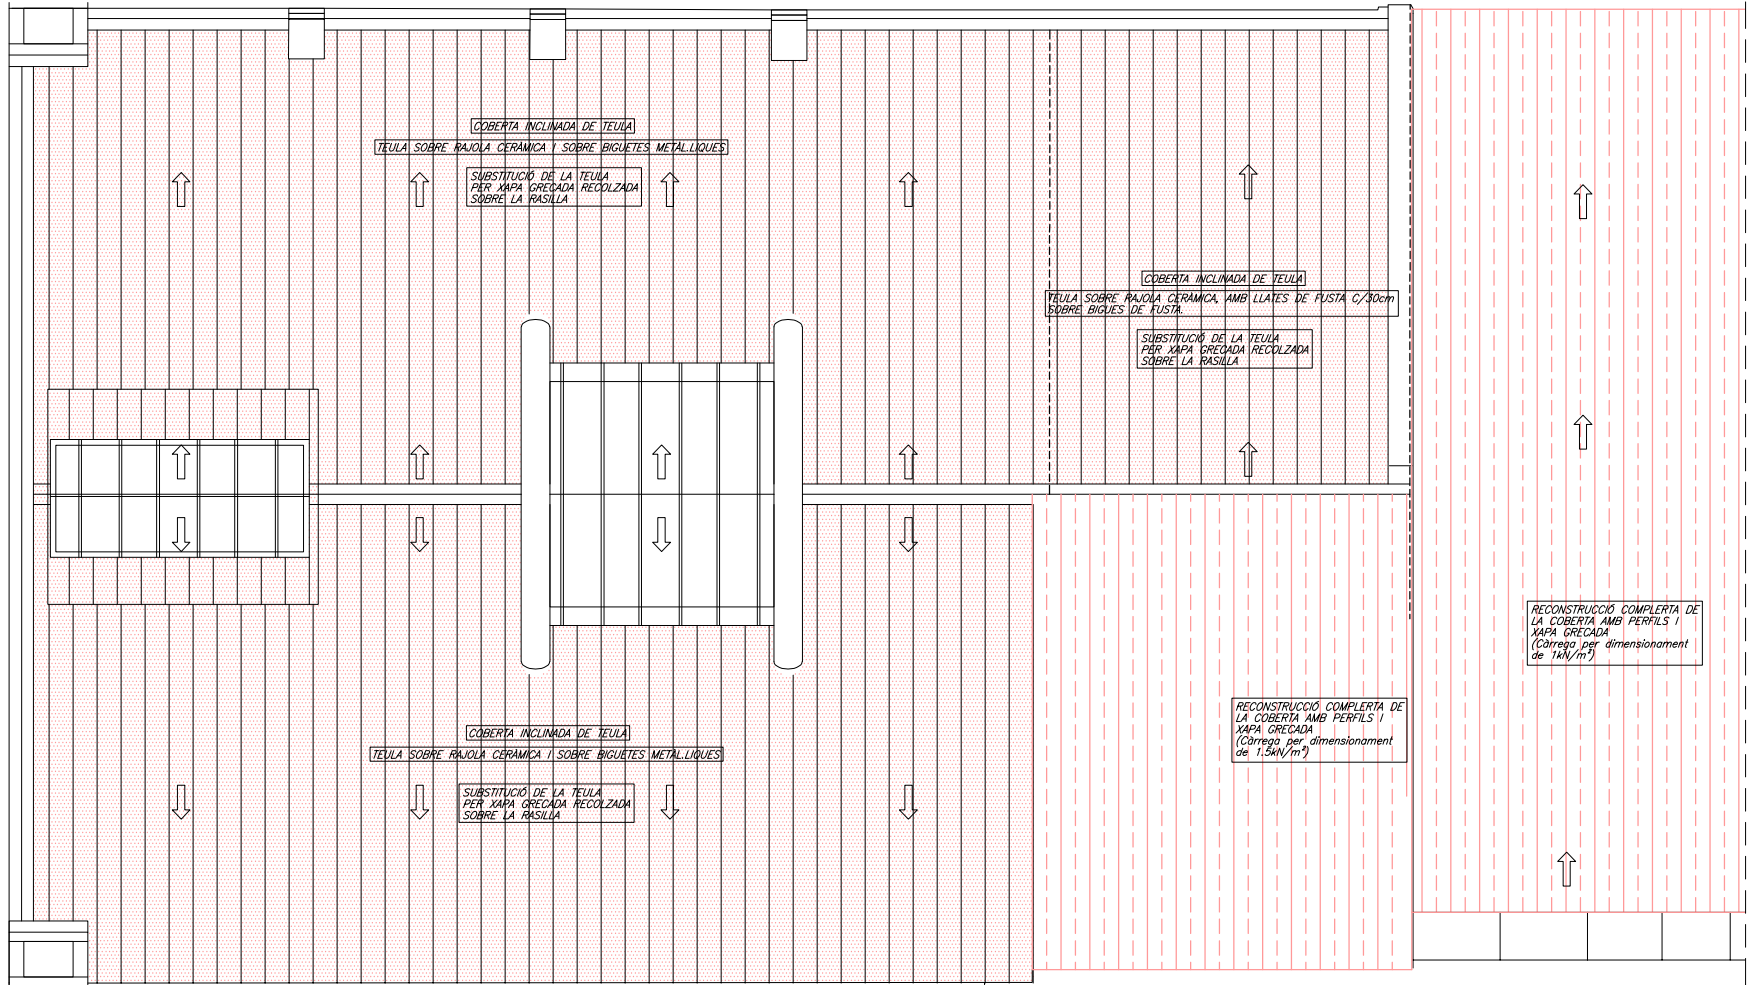 COBERTA INCLINADA DE TEULA
TEULA SOBRE RAJOLA CERÀMICA I SOBRE BIGUETES METÀL.LIQUES
SUBSTITUCIÓ DE LA TEULA
PER XAPA GRECADA RECOLZADA
SOBRE LA RASILLA
COBERTA INCLINADA DE TEULA
TEULA SOBRE RAJOLA CERÀMICA, AMB LLATES DE FUSTA C/30cm
SOBRE BIGUES DE FUSTA.
SUBSTITUCIÓ DE LA TEULA
PER XAPA GRECADA RECOLZADA
SOBRE LA RASILLA
RECONSTRUCCIÓ COMPLERTA DE
LA COBERTA AMB PERFILS I
XAPA GRECADA
(Càrrega per dimensionament
de 1kN/m²)
RECONSTRUCCIÓ COMPLERTA DE
LA COBERTA AMB PERFILS I
XAPA GRECADA
(Càrrega per dimensionament
de 1.5kN/m²)
COBERTA INCLINADA DE TEULA
TEULA SOBRE RAJOLA CERÀMICA I SOBRE BIGUETES METÀL.LIQUES
SUBSTITUCIÓ DE LA TEULA
PER XAPA GRECADA RECOLZADA
SOBRE LA RASILLA